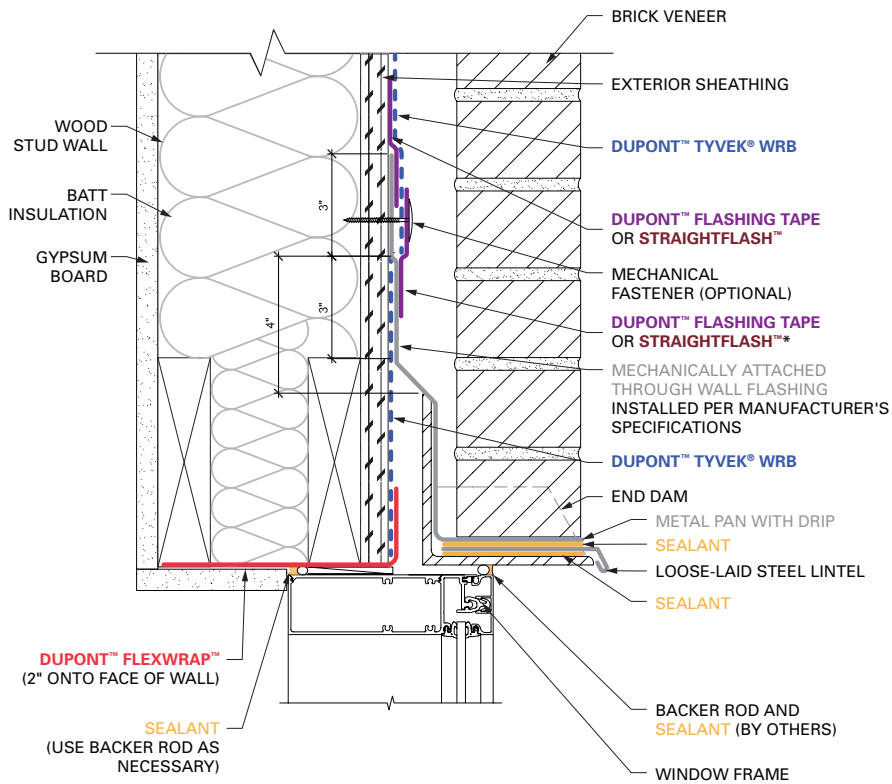 BRICK VENEER
EXTERIOR SHEATHING
WOOD
STUD WALL
DUPONT™ TYVEK® WRB
BATT
INSULATION
3"
DUPONT™ FLASHING TAPE
OR STRAIGHTFLASH™
GYPSUM
BOARD
MECHANICAL
FASTENER (OPTIONAL)
4"
3"
DUPONT™ FLASHING TAPE
OR STRAIGHTFLASH™*
MECHANICALLY ATTACHED
THROUGH WALL FLASHING
INSTALLED PER MANUFACTURER'S
SPECIFICATIONS
DUPONT™ TYVEK® WRB
END DAM
METAL PAN WITH DRIP
SEALANT
LOOSE-LAID STEEL LINTEL
SEALANT
DUPONT™ FLEXWRAP™
(2" ONTO FACE OF WALL)
SEALANT
(USE BACKER ROD AS
NECESSARY)
BACKER ROD AND
SEALANT (BY OTHERS)
WINDOW FRAME